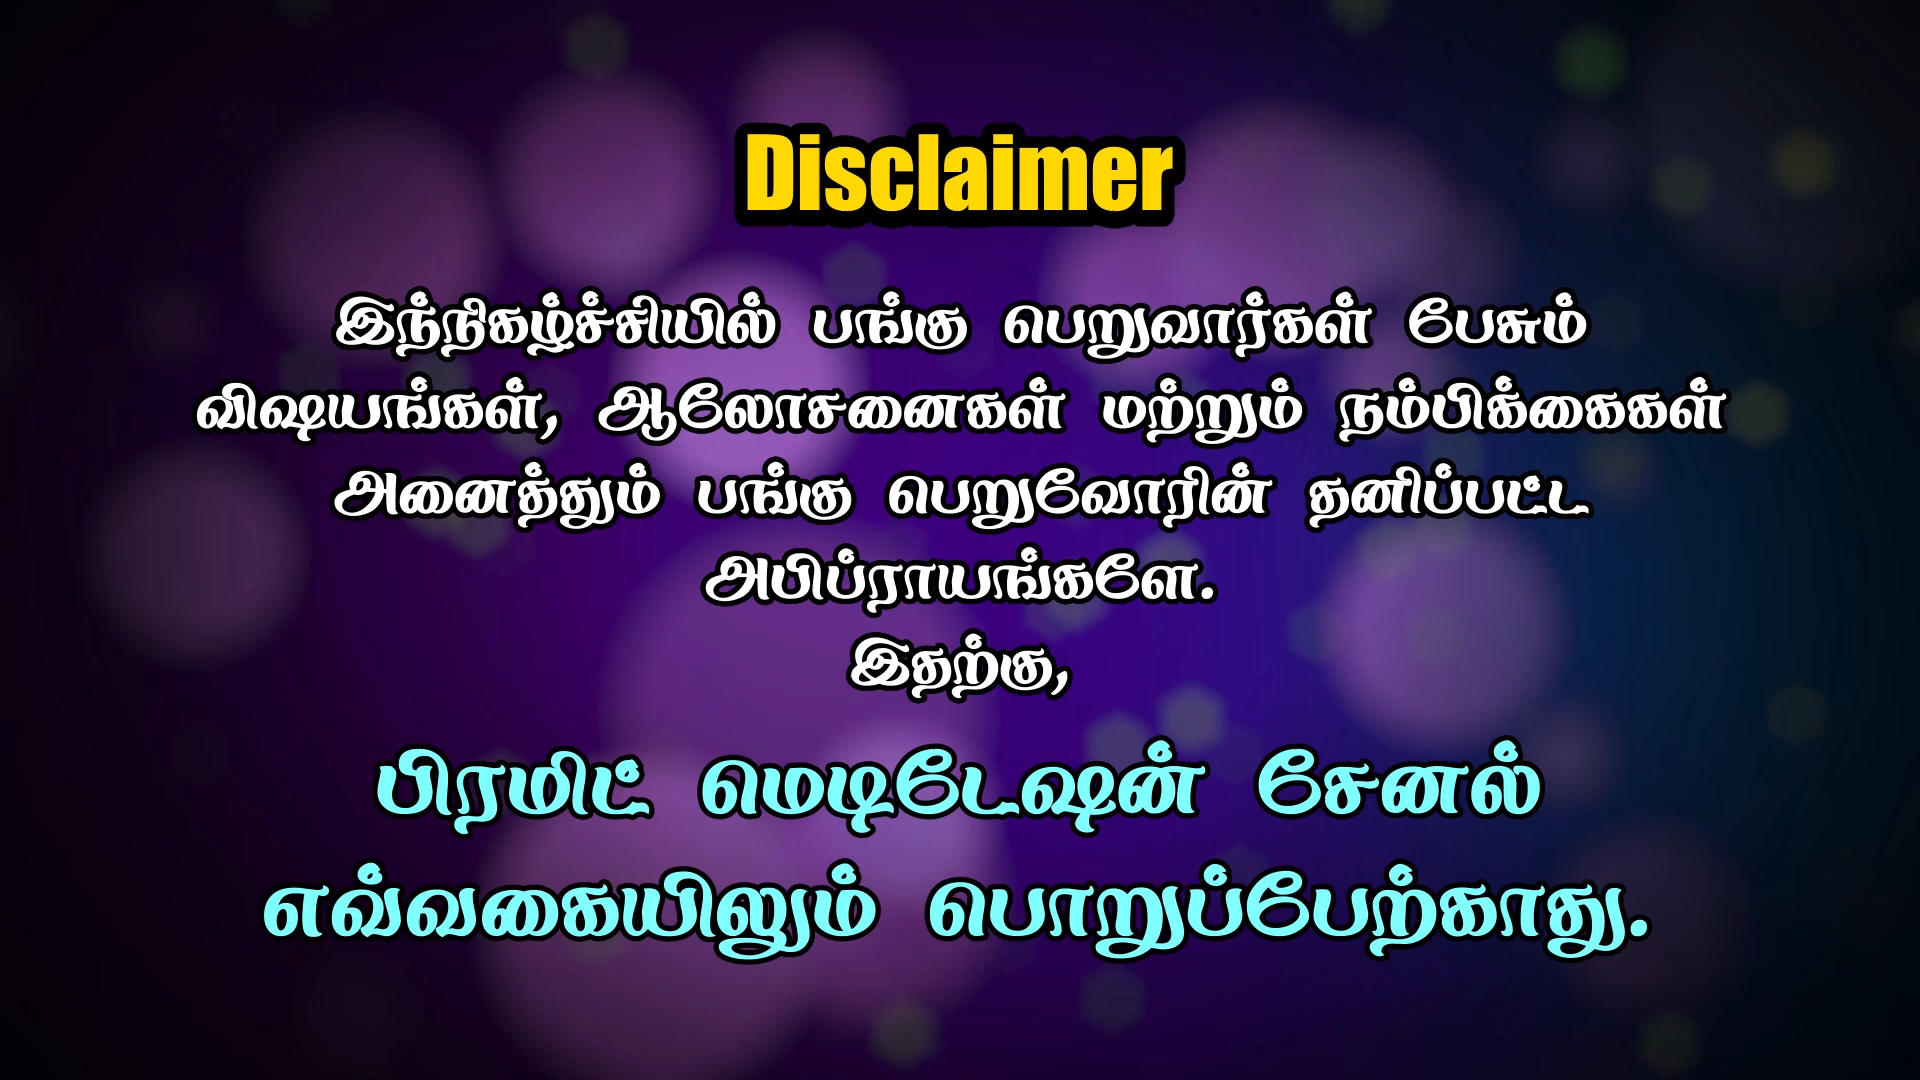 Disclaimer
இந்நிகழ்ச்சியில் பங்கு பெறுவார்கள் பேசும்
விஷயங்கள், ஆலோசனைகள் மற்றும் நம்பிக்கைகள்
அனைத்தும் பங்கு பெறுவோரின் தனிப்பட்ட
அபிப்ராயங்களே.
இதற்கு,
பிரமிட் மெடிடேஷன் சேனல்
எவ்வகையிலும் பொறுப்பேற்காது.